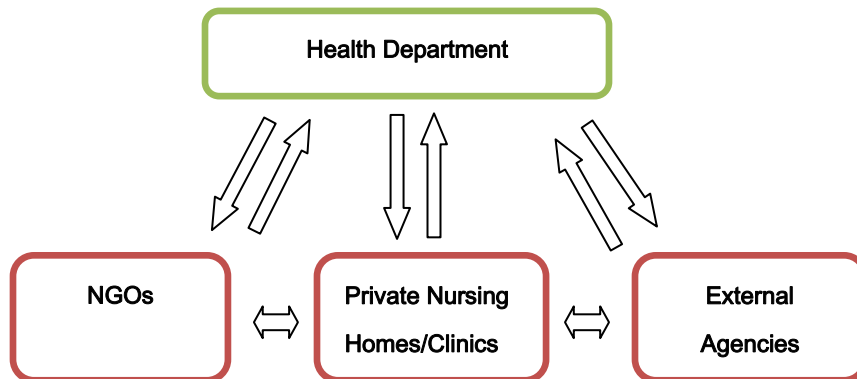 Health Department
NGOs
Private Nursing
Homes/Clinics
External
Agencies